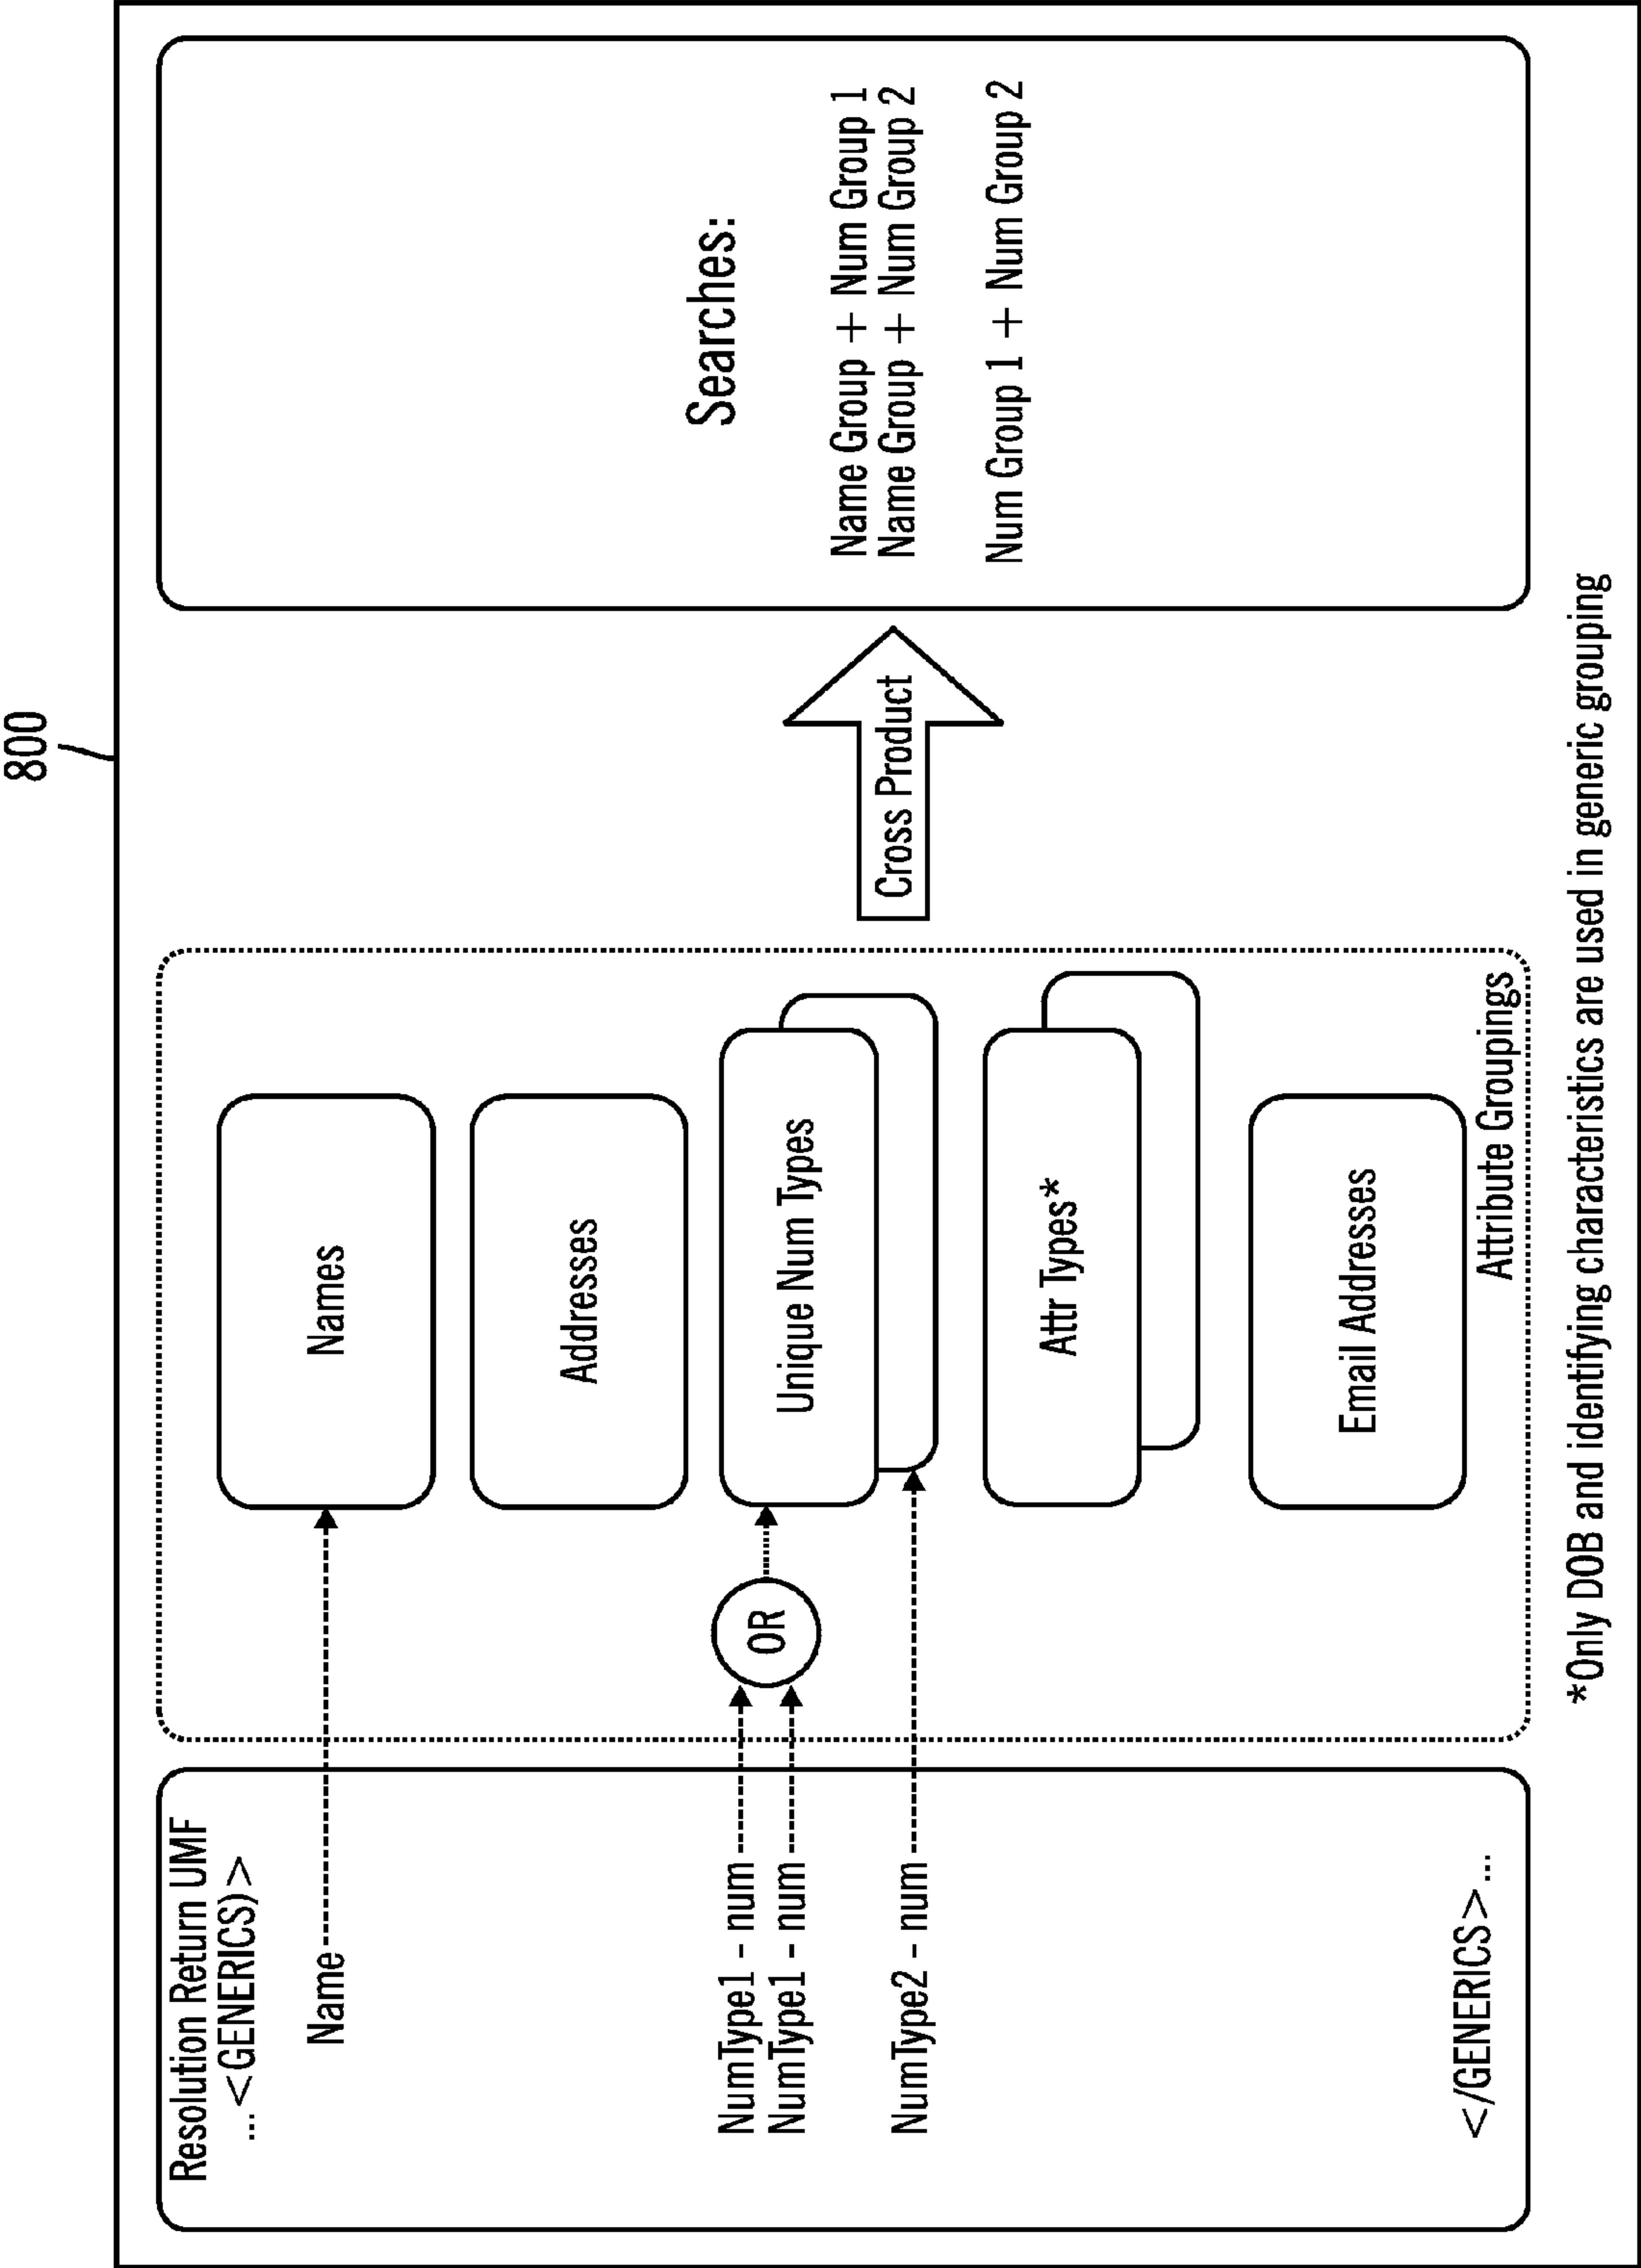 800
Resolution Return UMF
...<GENERICS)>
Name
NumType1 - num
NumType1 - num
NumType2 - num
</GENERICS>...
OR
Names
Addresses
Unique Num Types
Attr Types*
Email Addresses
Attribute Groupings
Cross Product
Searches:
Name Group + Num Group 1
Name Group + Num Group 2
Num Group 1 + Num Group 2
*Only DOB and identifying characteristics are used in generic grouping